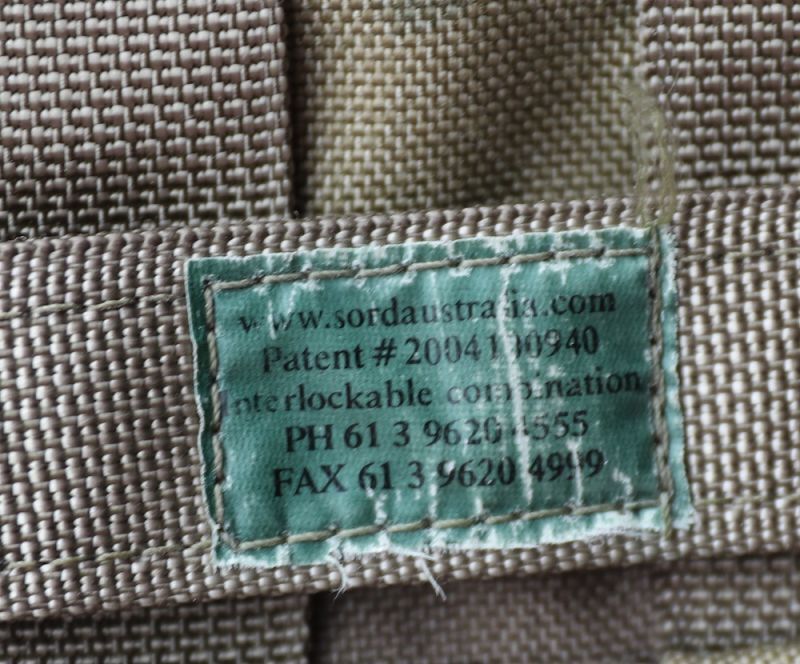 www.sordaustralia.com
Patent # 2004100940
Interlockable combination
PH 61 3 9620 4555
FAX 61 3 9620 4999